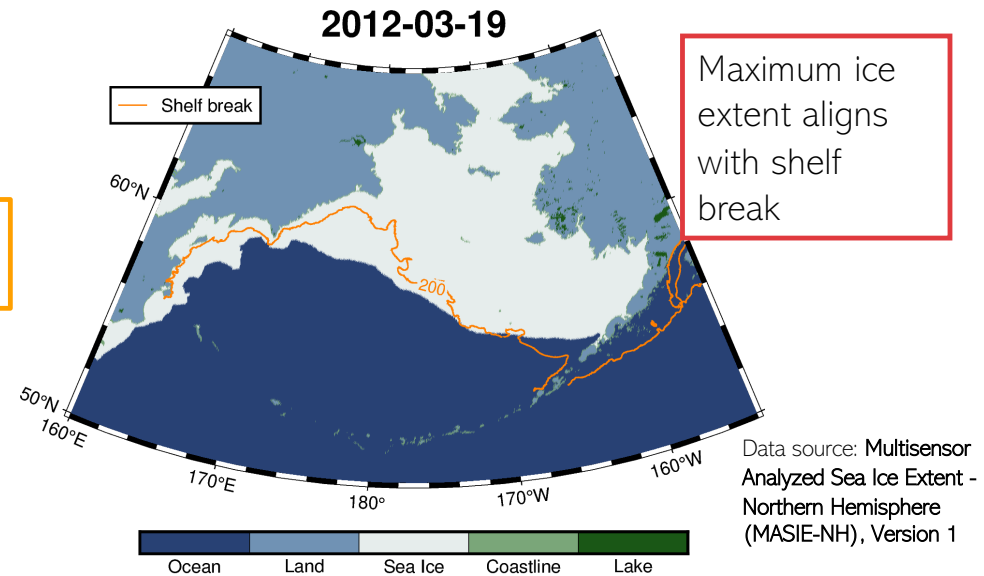 2012-03-19
Shelf break
Maximum ice
extent aligns
with shelf
break
60°N
200
50°N
160°E
170°E
180°
170°W
160°W
Data source: Multisensor
Analyzed Sea Ice Extent -
Northern Hemisphere
(MASIE-NH), Version 1
Ocean Land Sea Ice Coastline Lake